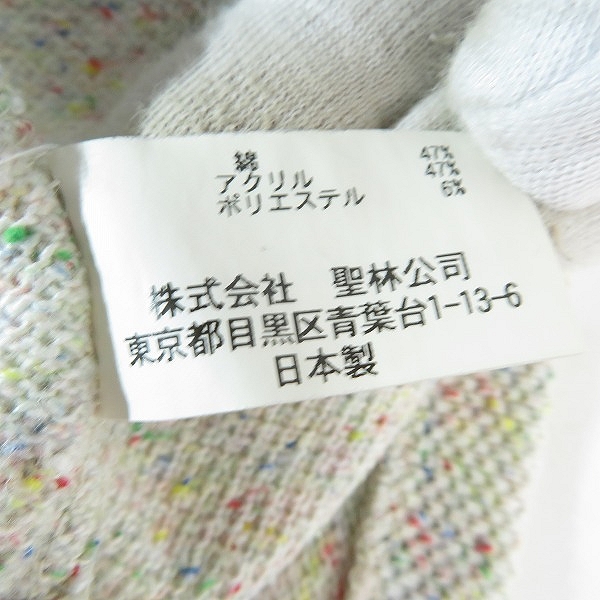 綿 47%
アクリル 47%
ポリエステル 6%
株式会社 聖林公司
東京都目黒区青葉台1-13-6
日本製